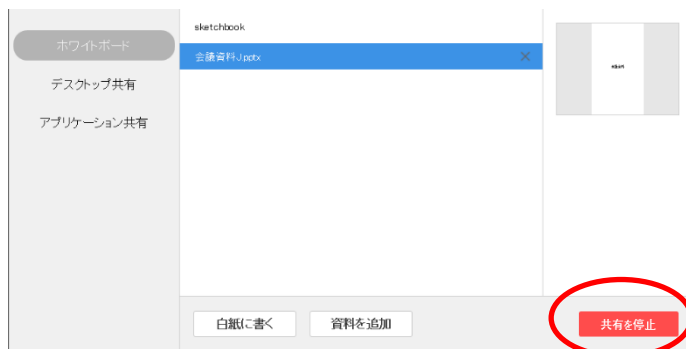 ホワイトボード
デスクトップ共有
アプリケーション共有
sketchbook
会議資料J.pptx
白紙に書く
資料を追加
共有を停止